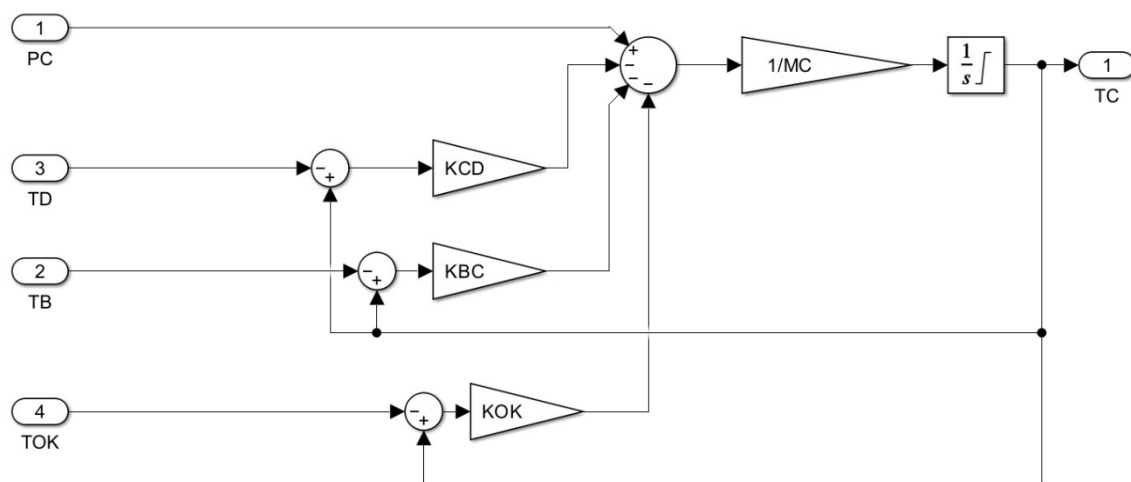 1
PC
+
−
−
−
1/MC
1
s
1
TC
3
TD
−
+
KCD
2
TB
−
+
KBC
4
TOK
−
+
KOK